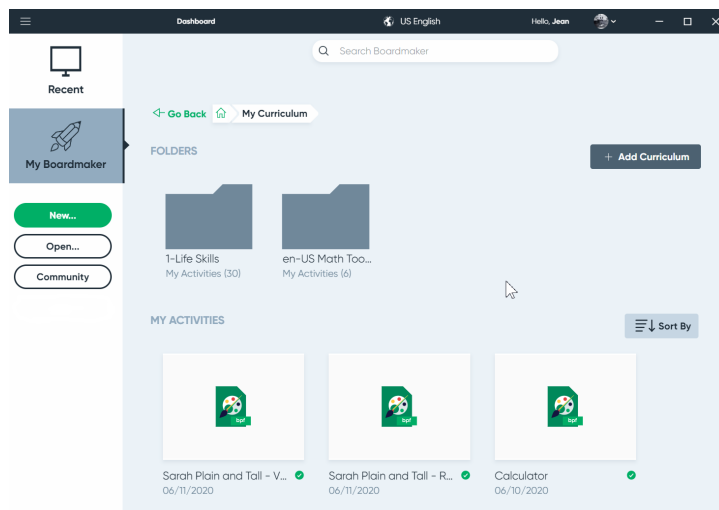 Dashboard
US English
Hello, Jean
Search Boardmaker
Recent
My Boardmaker
New...
Open...
Community
Go Back
My Curriculum
FOLDERS
+ Add Curriculum
1-Life Skills
My Activities (30)
en-US Math Too...
My Activities (6)
MY ACTIVITIES
Sort By
bpf
Sarah Plain and Tall - V...
06/11/2020
bpf
Sarah Plain and Tall - R...
06/11/2020
bpf
Calculator
06/10/2020